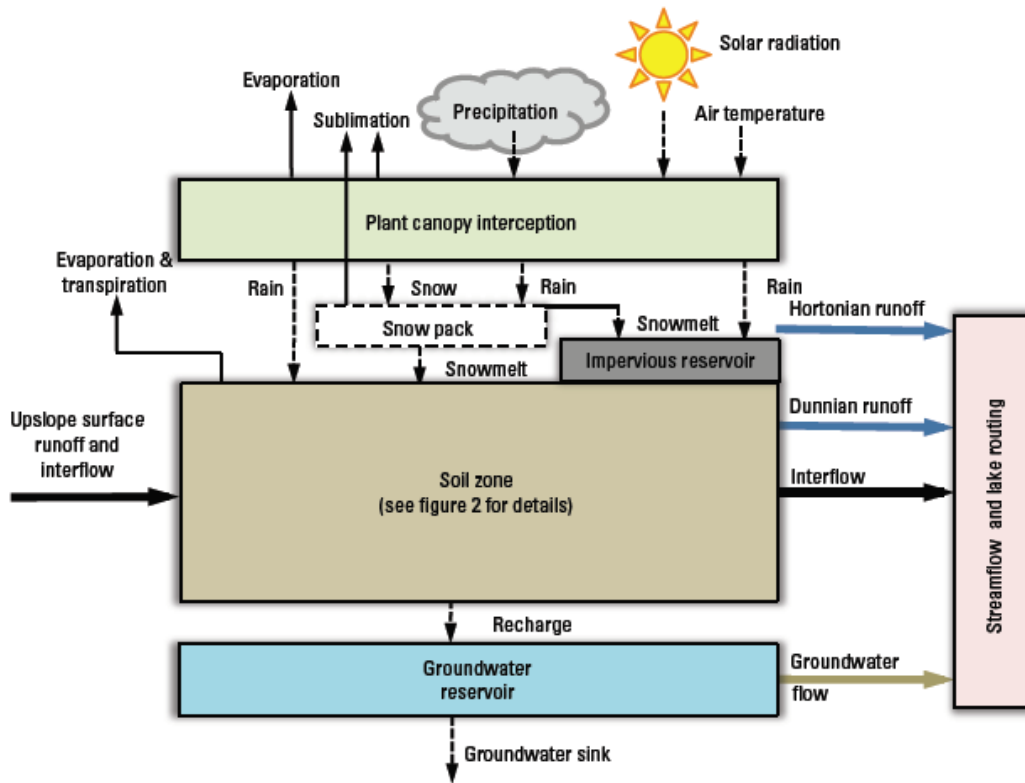 Solar radiation
Evaporation
Sublimation
Precipitation
Air temperature
Plant canopy interception
Evaporation &
transpiration
Rain
Snow
Rain
Rain
Hortonian runoff
Snow pack
Snowmelt
Impervious reservoir
Snowmelt
Upslope surface
runoff and
interflow
Dunnian runoff
Soil zone
(see figure 2 for details)
Interflow
Streamflow and lake routing
Recharge
Groundwater
reservoir
Groundwater
flow
Groundwater sink